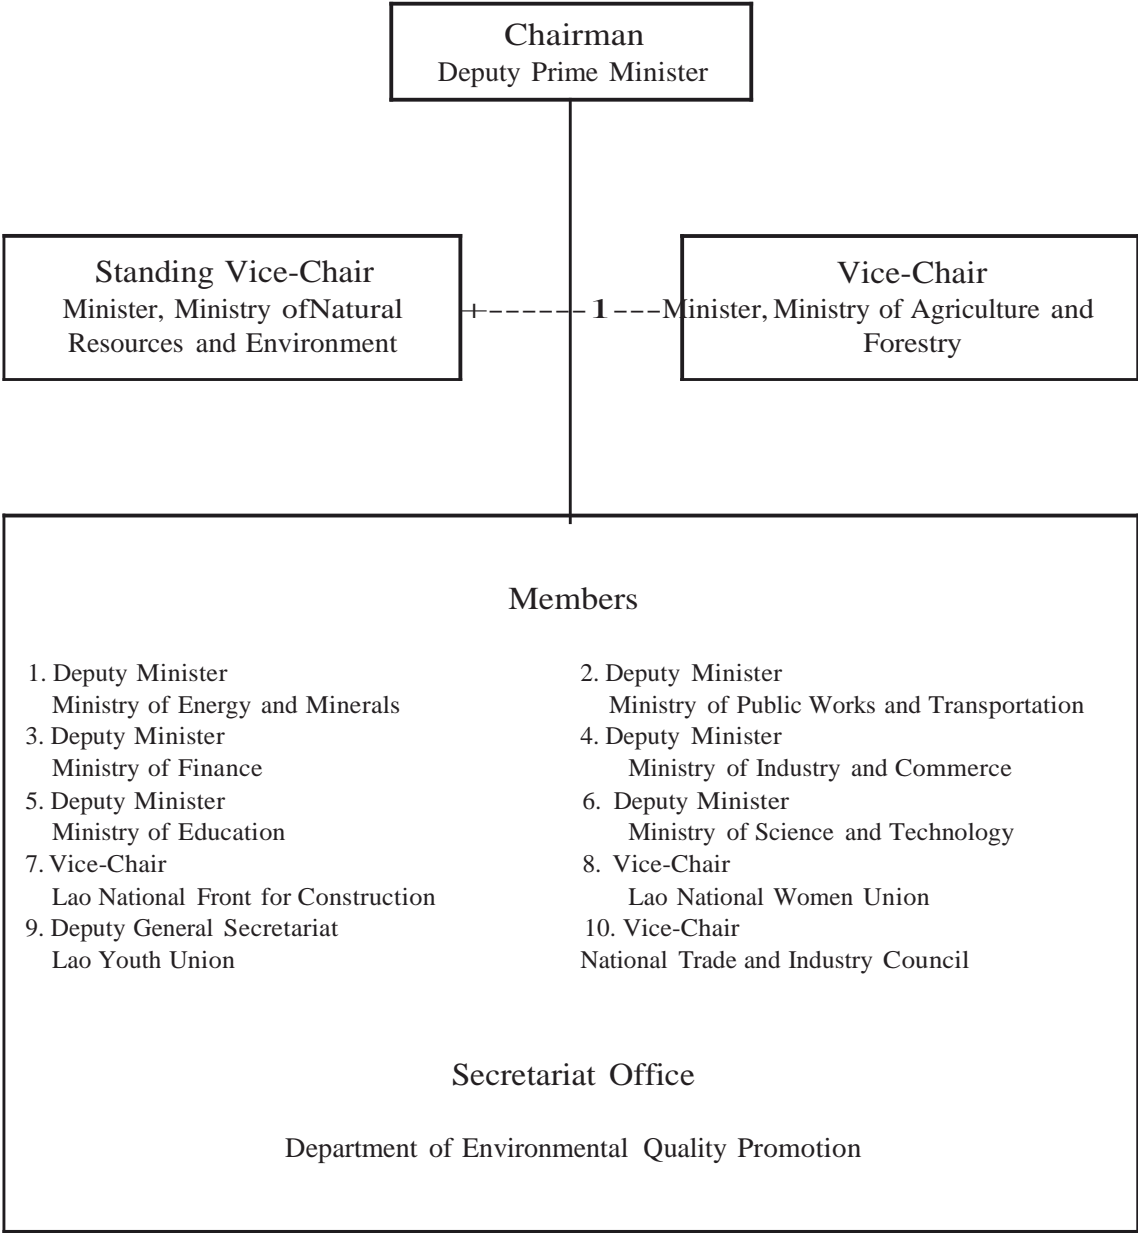 Chairman
Deputy Prime Minister
Standing Vice-Chair
Minister, Ministry ofNatural
Resources and Environment
Vice-Chair
1
Minister, Ministry of Agriculture and
Forestry
Members
1. Deputy Minister
Ministry of Energy and Minerals
2. Deputy Minister
Ministry of Public Works and Transportation
3. Deputy Minister
Ministry of Finance
4. Deputy Minister
Ministry of Industry and Commerce
5. Deputy Minister
Ministry of Education
6. Deputy Minister
Ministry of Science and Technology
7. Vice-Chair
Lao National Front for Construction
8. Vice-Chair
Lao National Women Union
9. Deputy General Secretariat
Lao Youth Union
10. Vice-Chair
National Trade and Industry Council
Secretariat Office
Department of Environmental Quality Promotion